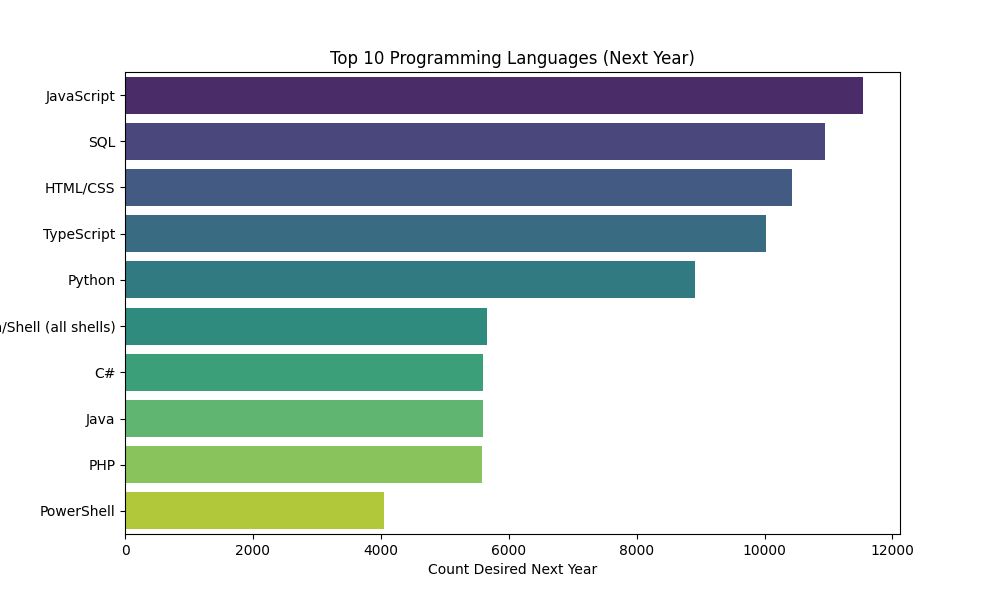 Top 10 Programming Languages (Next Year)
JavaScript
SQL
HTML/CSS
TypeScript
Python
/Shell (all shells)
C#
Java
PHP
PowerShell
0 2000 4000 6000 8000 10000 12000
Count Desired Next Year